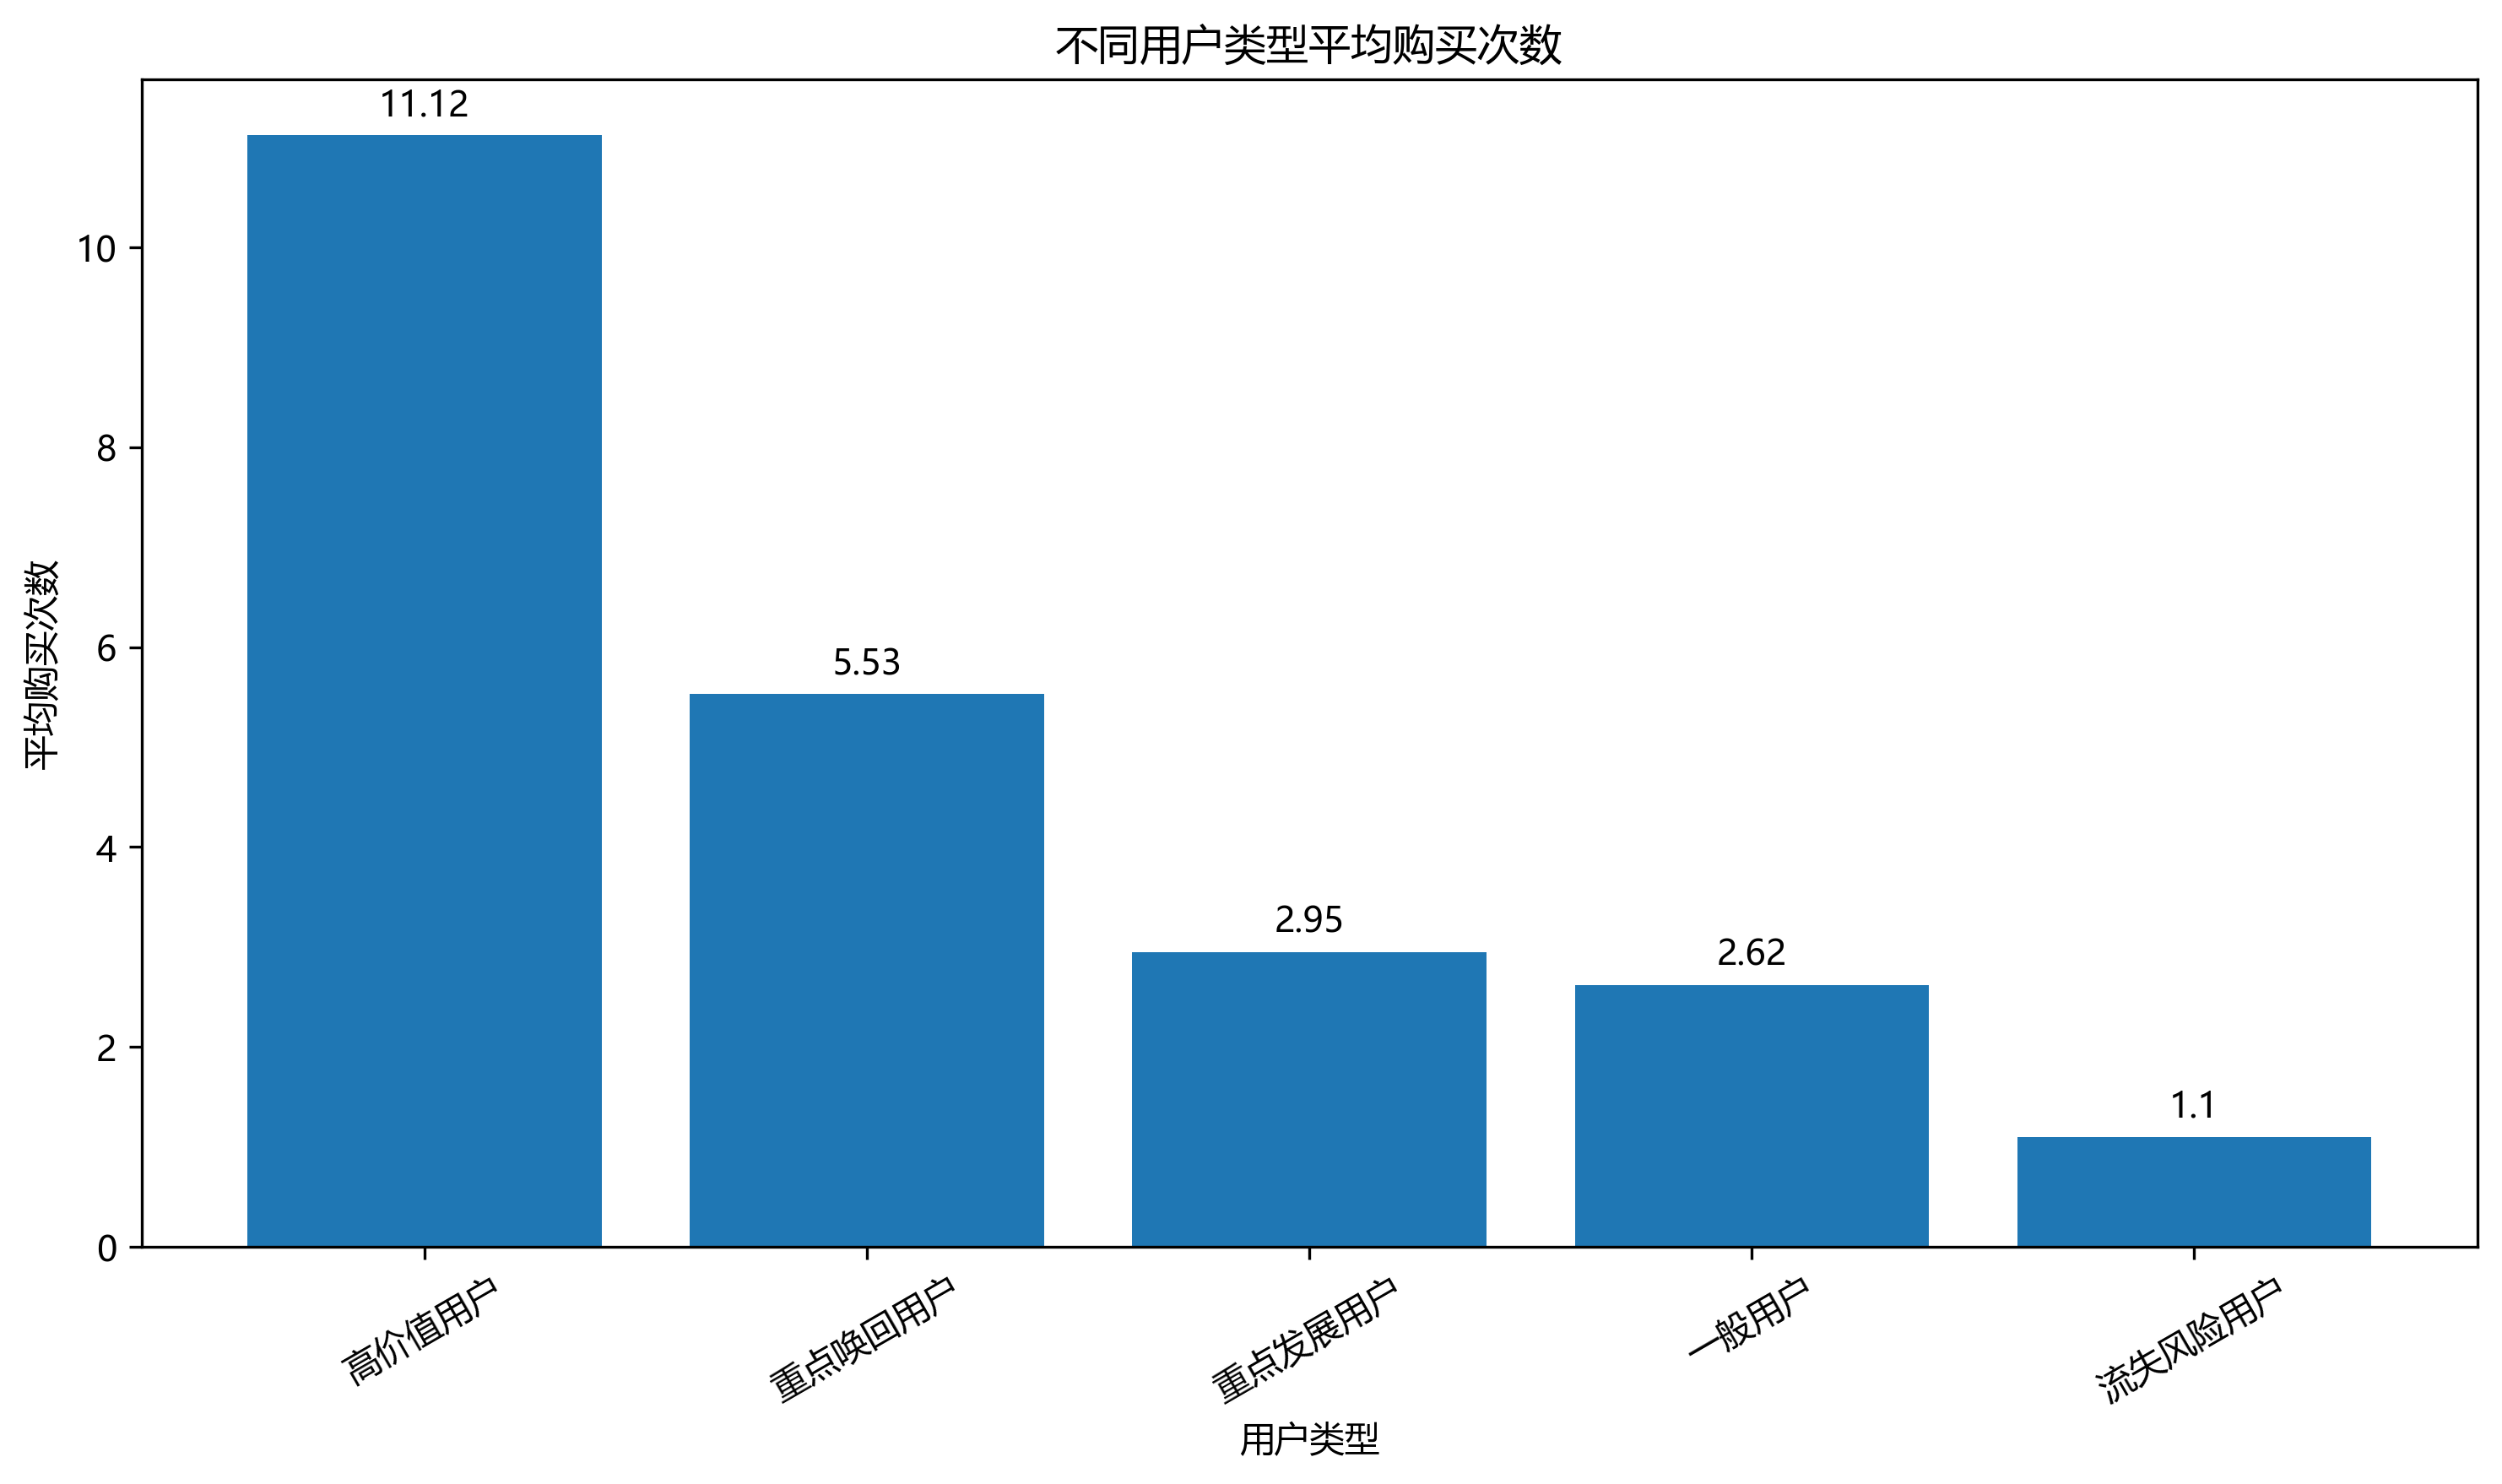 不同用户类型平均购买次数
平均购买次数
10
8
6
4
2
0
11.12
5.53
2.95
2.62
1.1
高价值用户
重点唤回用户
重点发展用户
一般用户
流失风险用户
用户类型